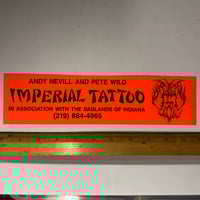 ANDY NEVILL AND PETE WILD
IMPERIAL TATTOO
IN ASSOCIATION WITH THE BADLANDS OF INDIANA
(219) 884-4965